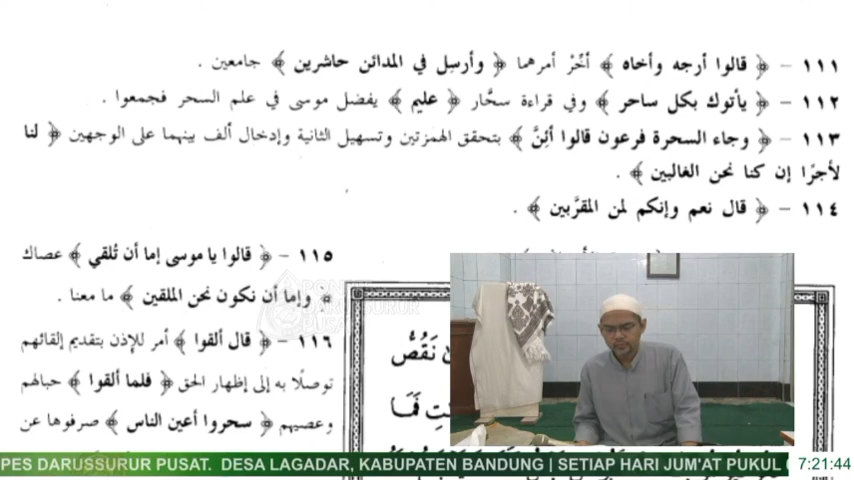 ١١١ – ﴿ قالوا أرجه وأخاه ﴾ أخِّرْ أمرهما ﴿ وأرسِل في المدائن حاشرين ﴾ جامعين .
١١٢ – ﴿ يأتوك بكل ساحر ﴾ وفي قراءة سحَّار ﴿ عليم ﴾ يفضل موسى في علم السحر فجمعوا .
١١٣ – ﴿ وجاء السحرة فرعون قالوا أئِنَّ ﴾ بتحقق الهمزتين وتسهيل الثانية وإدخال ألف بينهما على الوجهين ﴿ لنا
لأجرًا إن كنا نحن الغالبين ﴾ .
١١٤ – ﴿ قال نعم وإنكم لمن المقرَّبين ﴾ .
١١٥ – ﴿ قالوا يا موسى إما أن تُلقي ﴾ عصاك
﴿ وإما أن نكون نحن الملقين ﴾ ما معنا .
١١٦ – ﴿ قال ألقوا ﴾ أمر للإذن بتقديم إلقائهم
توصلًا به إلى إظهار الحق ﴿ فلما ألقوا ﴾ حبالهم
وعصيهم ﴿ سحروا أعين الناس ﴾ صرفوها عن
نَقُصُّ
فَمَا
PONPES
DARUSSURUR
PUSAT
PES DARUSSURUR PUSAT. DESA LAGADAR, KABUPATEN BANDUNG | SETIAP HARI JUM'AT PUKUL
7:21:44